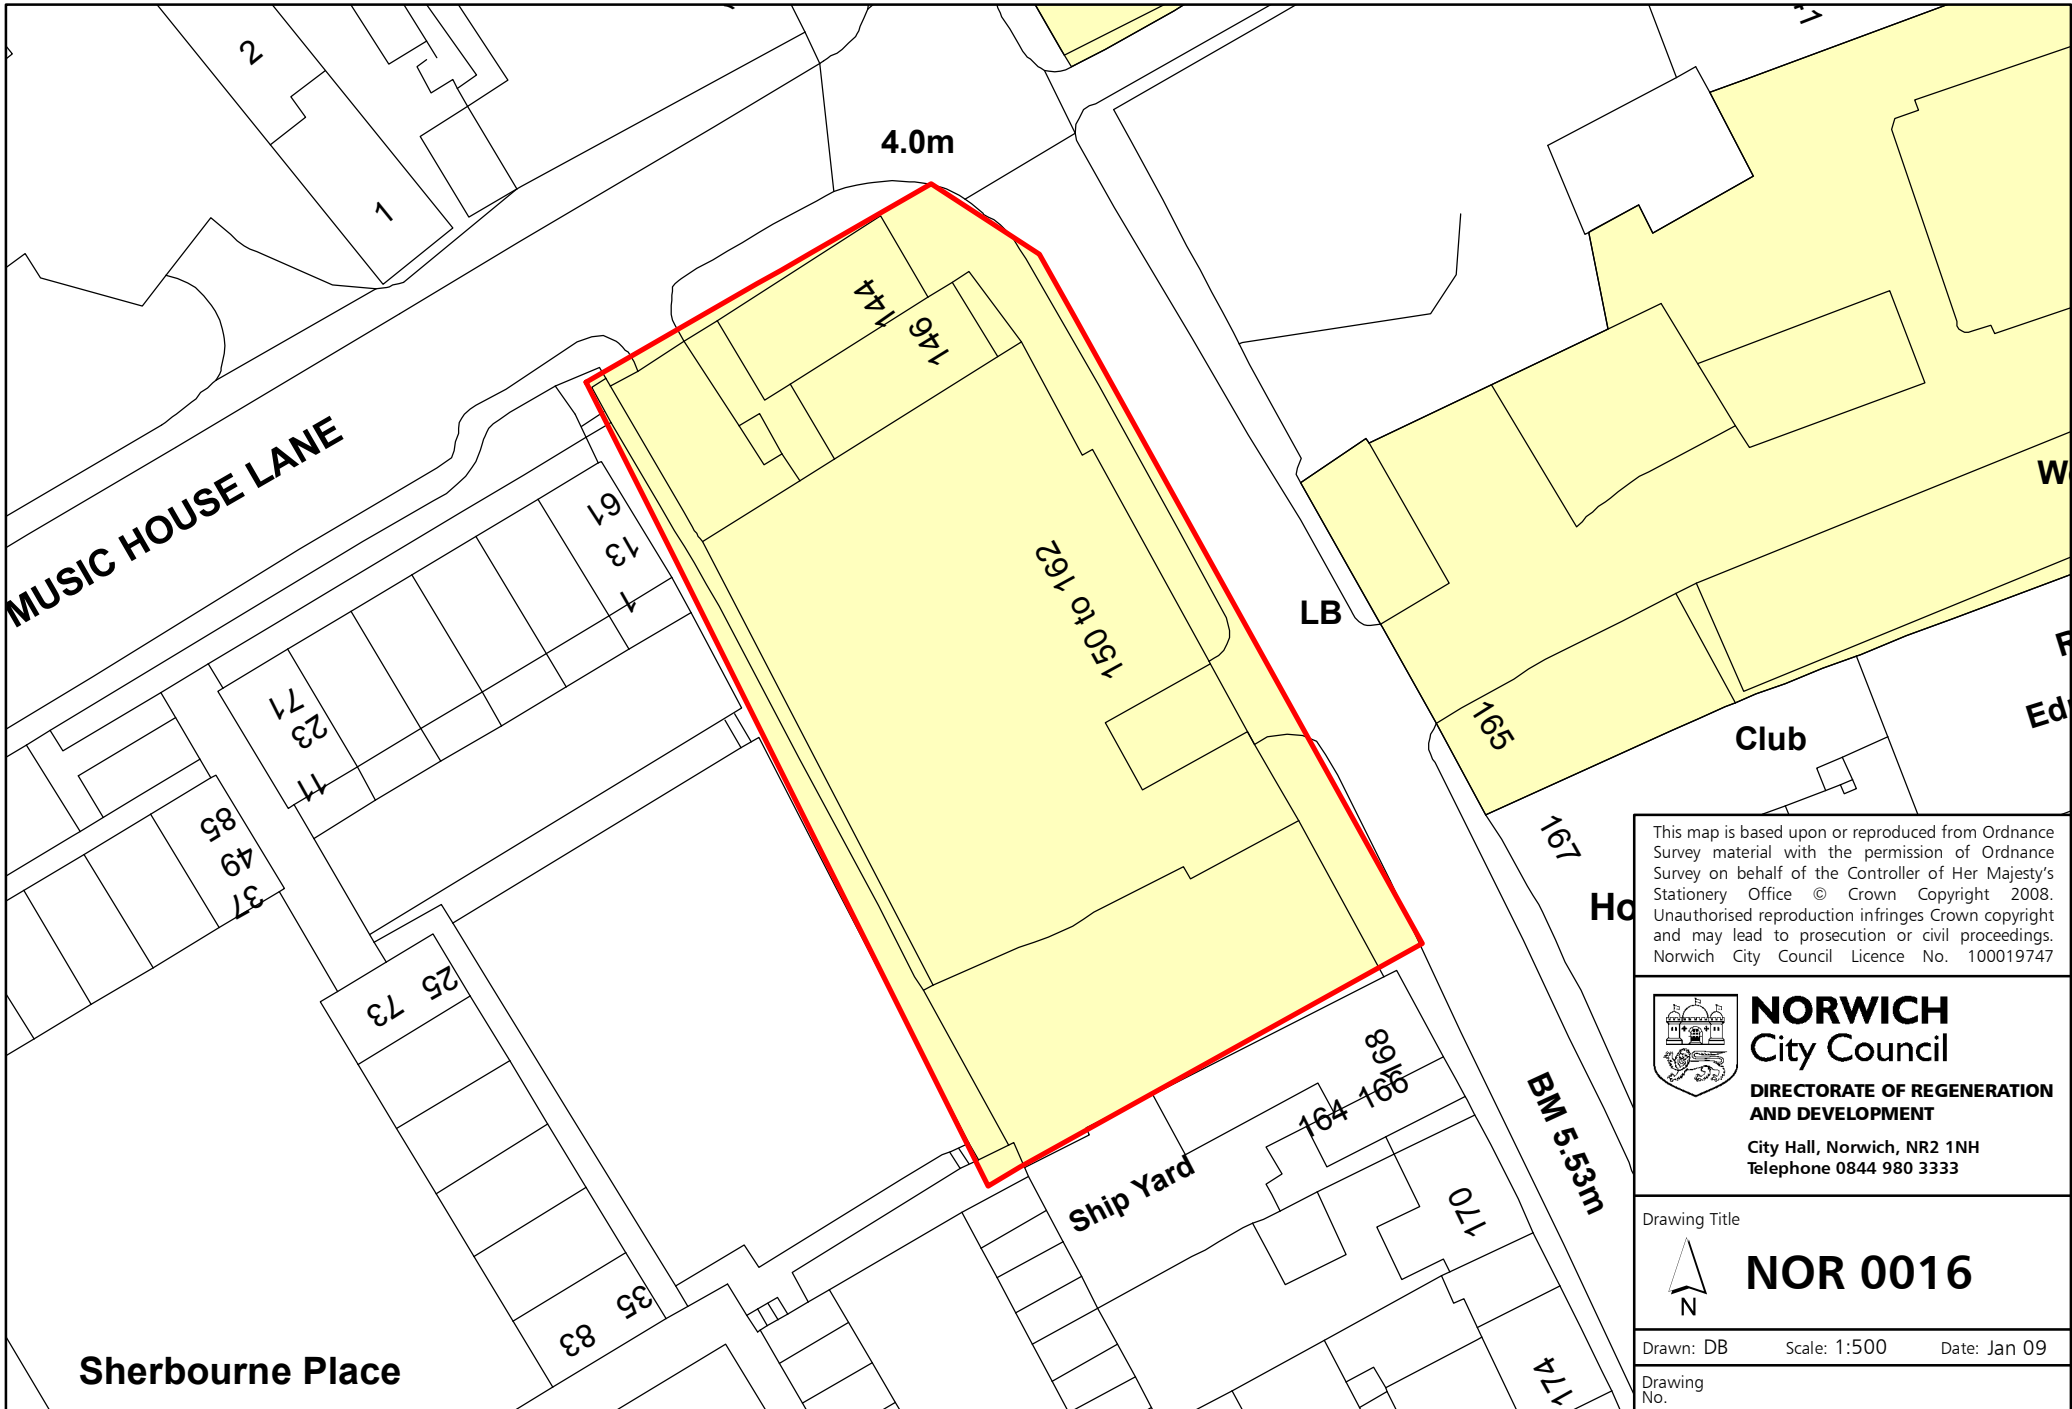 2
1
4.0m
41
144
146
MUSIC HOUSE LANE
61
13
1
150 to 162
LB
W
71
23
11
165
Club
Edr
85
49
37
167
Ho
25
73
168
164 166
BM 5.53m
Ship Yard
170
35
83
174
Sherbourne Place
This map is based upon or reproduced from Ordnance
Survey material with the permission of Ordnance
Survey on behalf of the Controller of Her Majesty's
Stationery Office © Crown Copyright 2008.
Unauthorised reproduction infringes Crown copyright
and may lead to prosecution or civil proceedings.
Norwich City Council Licence No. 100019747
NORWICH
City Council
DIRECTORATE OF REGENERATION
AND DEVELOPMENT
City Hall, Norwich, NR2 1NH
Telephone 0844 980 3333
Drawing Title
N
NOR 0016
Drawn: DB Scale: 1:500 Date: Jan 09
Drawing
No.